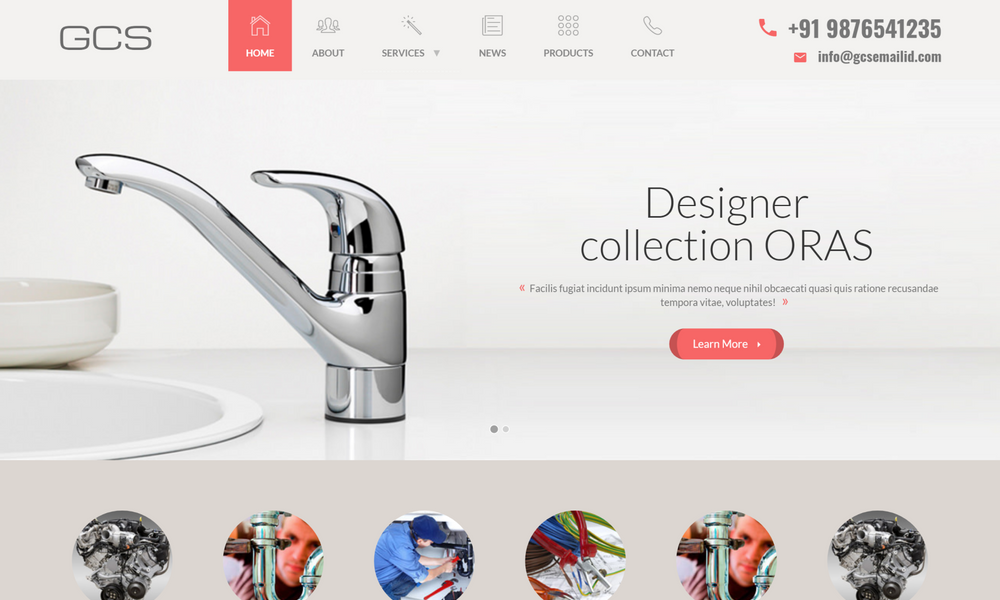 GCS
HOME
ABOUT
SERVICES ▼
NEWS
PRODUCTS
CONTACT
+91 9876541235
info@gcsemailid.com
Designer
collection ORAS
« Facilis fugiat incidunt ipsum minima nemo neque nihil obcaecati quasi quis ratione recusandae
tempora vitae, voluptates! »
Learn More